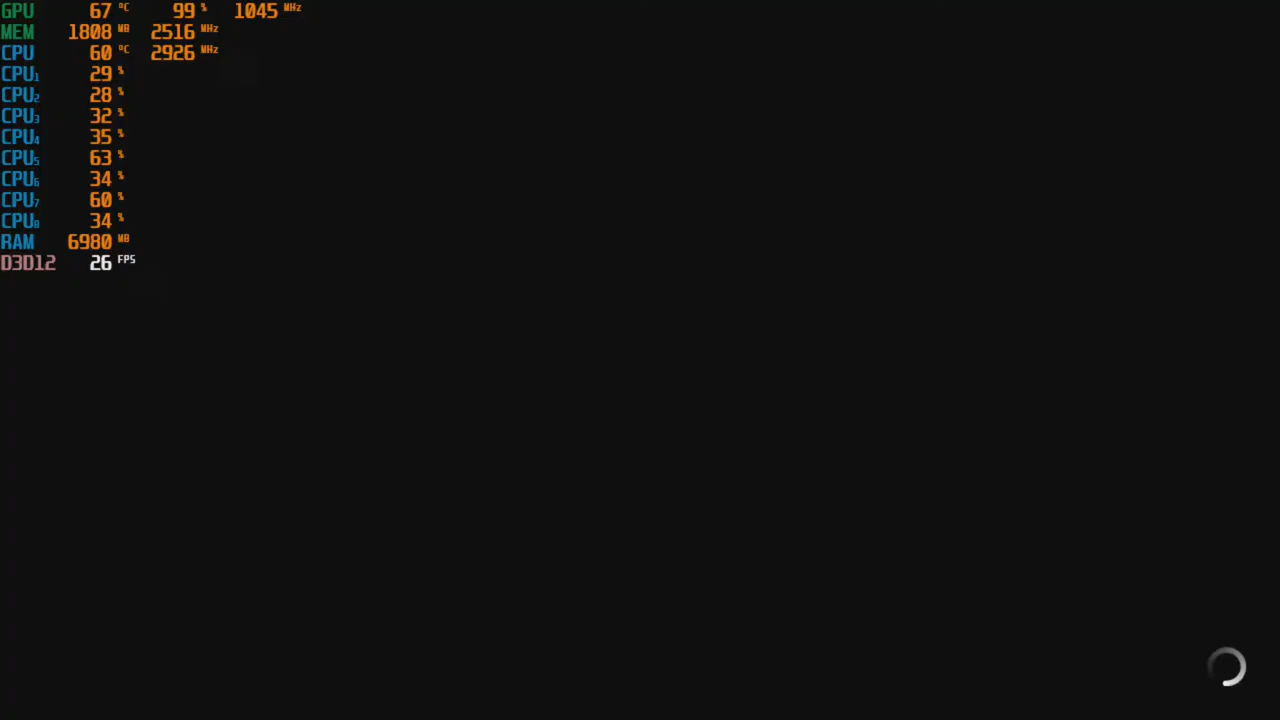 GPU 67 °C 99 % 1045 MHz
MEM 1808 MB 2516 MHz
CPU 60 °C 2926 MHz
CPU1 29 %
CPU2 28 %
CPU3 32 %
CPU4 35 %
CPU5 63 %
CPU6 34 %
CPU7 60 %
CPU8 34 %
RAM 6980 MB
D3D12 26 FPS